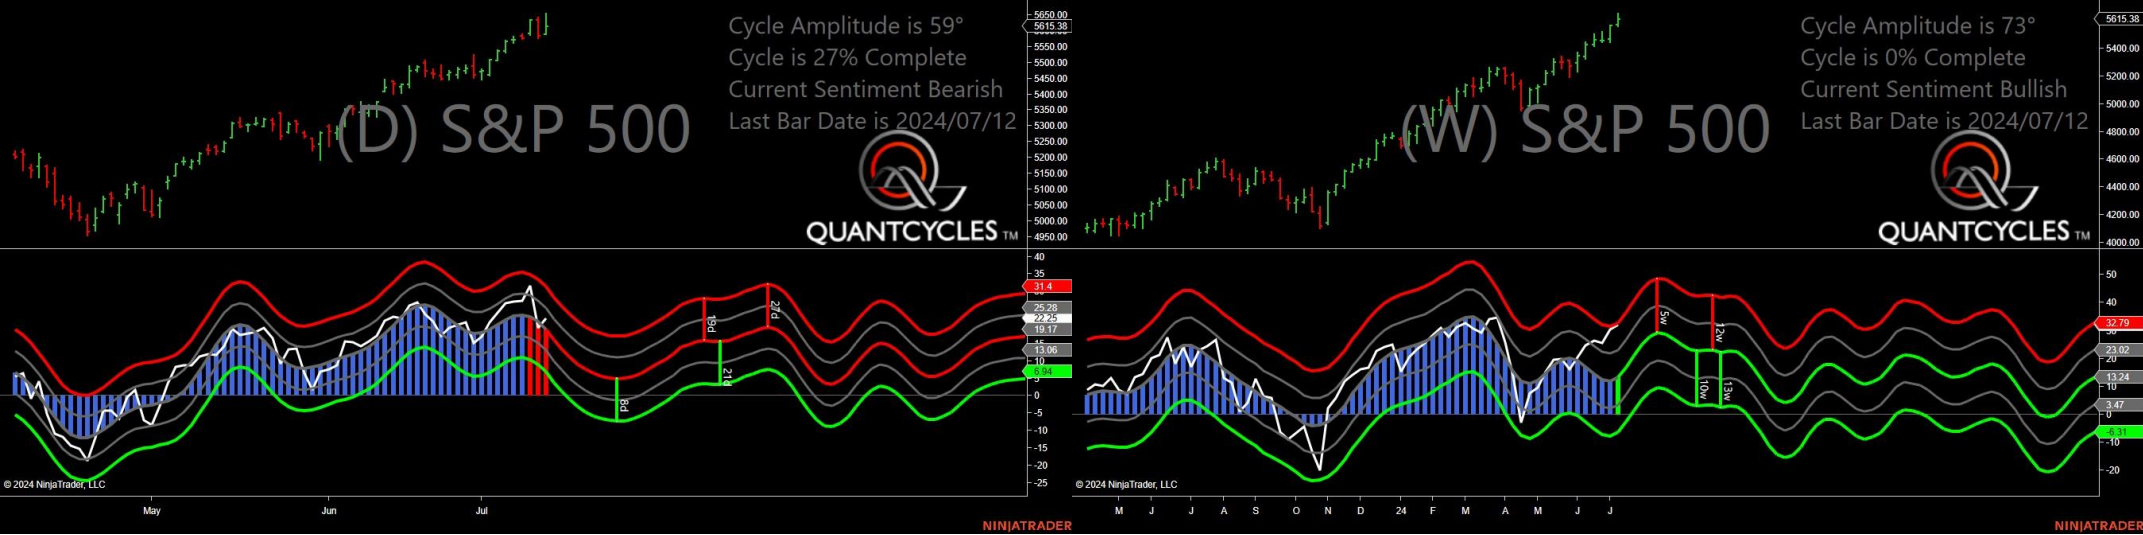 Cycle Amplitude is 59°
Cycle is 27% Complete
Current Sentiment Bearish
Last Bar Date is 2024/07/12
(D) S&P 500
QUANTCYCLES TM
5650.00
5615.38
5550.00
5500.00
5450.00
5400.00
5350.00
5300.00
5250.00
5200.00
5150.00
5100.00
5050.00
5000.00
4950.00
40
35
31.4
25.28
22.25
19.17
13.06
6.94
0
-5
-10
-15
-20
-25
8d
19d
21d
27d
© 2024 NinjaTrader, LLC
May
Jun
Jul
NINJATRADER
Cycle Amplitude is 73°
Cycle is 0% Complete
Current Sentiment Bullish
Last Bar Date is 2024/07/12
(W) S&P 500
QUANTCYCLES TM
5615.38
5400.00
5200.00
5000.00
4800.00
4600.00
4400.00
4200.00
4000.00
50
40
32.79
23.02
20
13.24
10
3.47
0
-6.31
-10
-20
5w
10w
12w
13w
© 2024 NinjaTrader, LLC
M
J
J
A
S
O
N
D
24
F
M
A
M
J
J
NINJATRADER